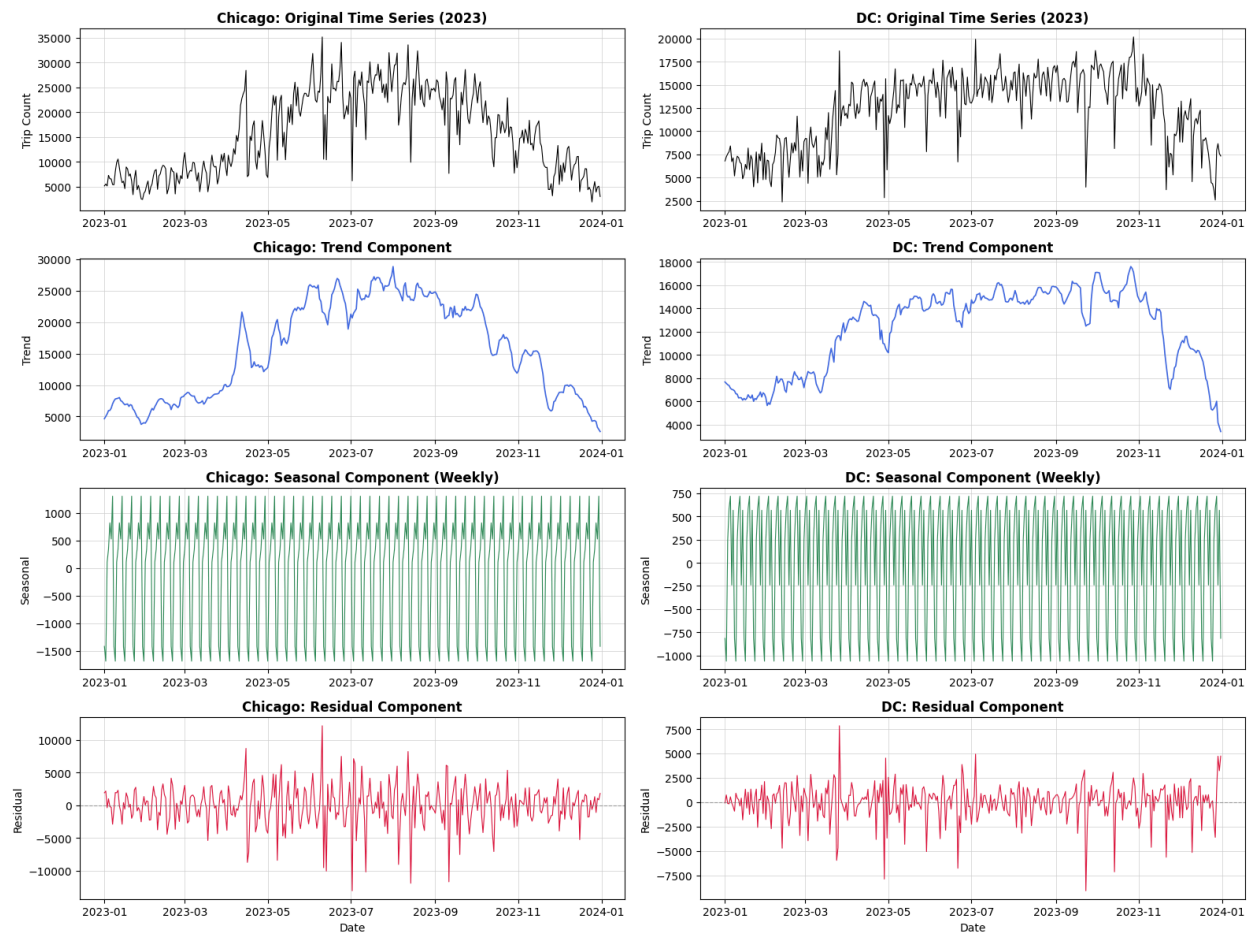 Chicago: Original Time Series (2023)
Trip Count
35000
30000
25000
20000
15000
10000
5000
2023-01 2023-03 2023-05 2023-07 2023-09 2023-11 2024-01
DC: Original Time Series (2023)
Trip Count
20000
17500
15000
12500
10000
7500
5000
2500
2023-01 2023-03 2023-05 2023-07 2023-09 2023-11 2024-01
Chicago: Trend Component
Trend
30000
25000
20000
15000
10000
5000
2023-01 2023-03 2023-05 2023-07 2023-09 2023-11 2024-01
DC: Trend Component
Trend
18000
16000
14000
12000
10000
8000
6000
4000
2023-01 2023-03 2023-05 2023-07 2023-09 2023-11 2024-01
Chicago: Seasonal Component (Weekly)
Seasonal
1000
500
0
−500
−1000
−1500
2023-01 2023-03 2023-05 2023-07 2023-09 2023-11 2024-01
DC: Seasonal Component (Weekly)
Seasonal
750
500
250
0
−250
−500
−750
−1000
2023-01 2023-03 2023-05 2023-07 2023-09 2023-11 2024-01
Chicago: Residual Component
Residual
10000
5000
0
−5000
−10000
2023-01 2023-03 2023-05 2023-07 2023-09 2023-11 2024-01
Date
DC: Residual Component
Residual
7500
5000
2500
0
−2500
−5000
−7500
2023-01 2023-03 2023-05 2023-07 2023-09 2023-11 2024-01
Date